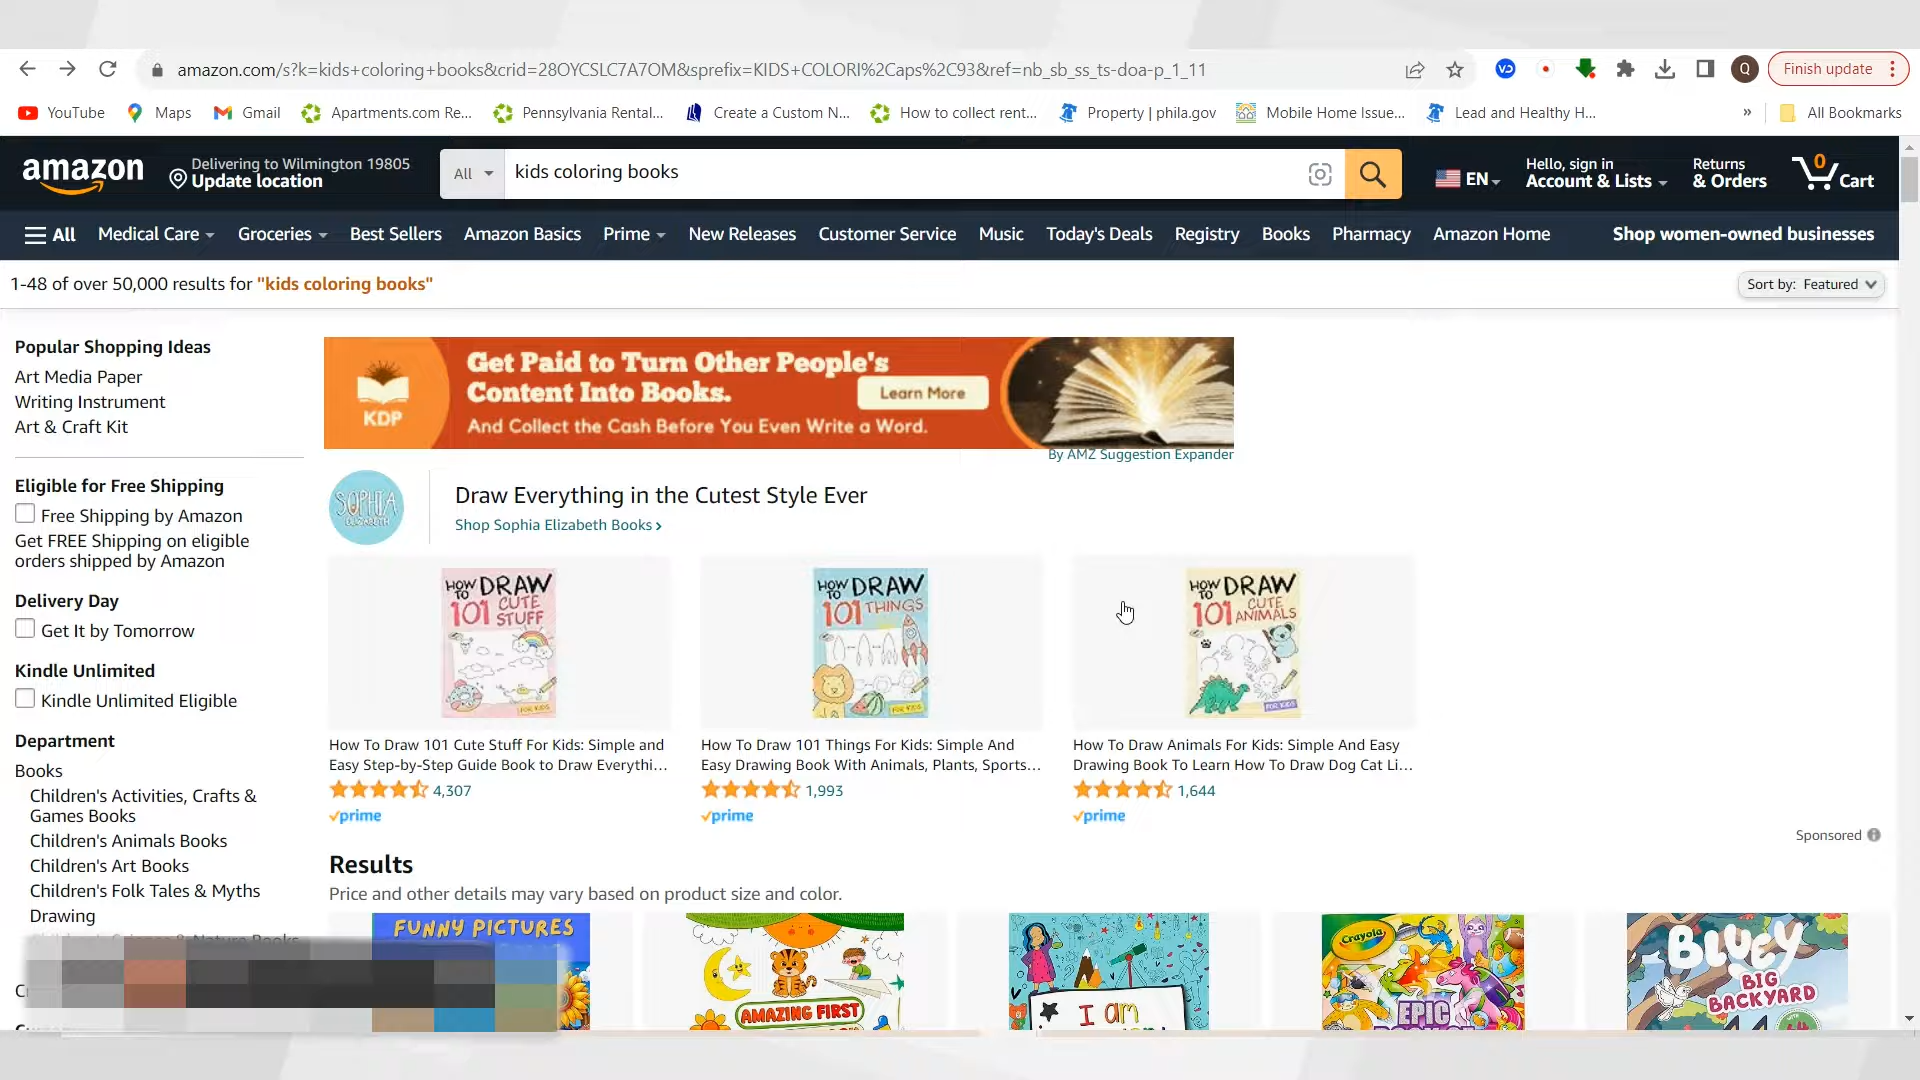 amazon.com/s?k=kids+coloring+books&crid=28OYCSLC7A7OM&sprefix=KIDS+COLORI%2Caps%2C93&ref=nb_sb_ss_ts-doa-p_1_11
Q
Finish update
YouTube
Maps
Gmail
Apartments.com Re...
Pennsylvania Rental...
Create a Custom N...
How to collect rent...
Property | phila.gov
Mobile Home Issue...
Lead and Healthy H...
»
All Bookmarks
amazon
Delivering to Wilmington 19805
Update location
All
kids coloring books
EN
Hello, sign in
Account & Lists
Returns
& Orders
0
Cart
All
Medical Care
Groceries
Best Sellers
Amazon Basics
Prime
New Releases
Customer Service
Music
Today's Deals
Registry
Books
Pharmacy
Amazon Home
Shop women-owned businesses
1-48 of over 50,000 results for "kids coloring books"
Sort by: Featured
Popular Shopping Ideas
Art Media Paper
Writing Instrument
Art & Craft Kit
Eligible for Free Shipping
Free Shipping by Amazon
Get FREE Shipping on eligible
orders shipped by Amazon
Delivery Day
Get It by Tomorrow
Kindle Unlimited
Kindle Unlimited Eligible
Department
Books
Children's Activities, Crafts &
Games Books
Children's Animals Books
Children's Art Books
Children's Folk Tales & Myths
Drawing
KDP
Get Paid to Turn Other People's
Content Into Books.
Learn More
And Collect the Cash Before You Even Write a Word.
By AMZ Suggestion Expander
SOPHIA
ELIZABETH
Draw Everything in the Cutest Style Ever
Shop Sophia Elizabeth Books ›
HOW TO DRAW
101 CUTE
STUFF
FOR KIDS
How To Draw 101 Cute Stuff For Kids: Simple and
Easy Step-by-Step Guide Book to Draw Everythi...
4,307
prime
HOW TO DRAW
101 THINGS
FOR KIDS
How To Draw 101 Things For Kids: Simple And
Easy Drawing Book With Animals, Plants, Sports...
1,993
prime
HOW TO DRAW
101 CUTE
ANIMALS
FOR KIDS
How To Draw Animals For Kids: Simple And Easy
Drawing Book To Learn How To Draw Dog Cat Li...
1,644
prime
Sponsored
Results
Price and other details may vary based on product size and color.
FUNNY PICTURES
AMAZING FIRST
I am
Crayola
EPIC
BLUEY
BIG
BACKYARD